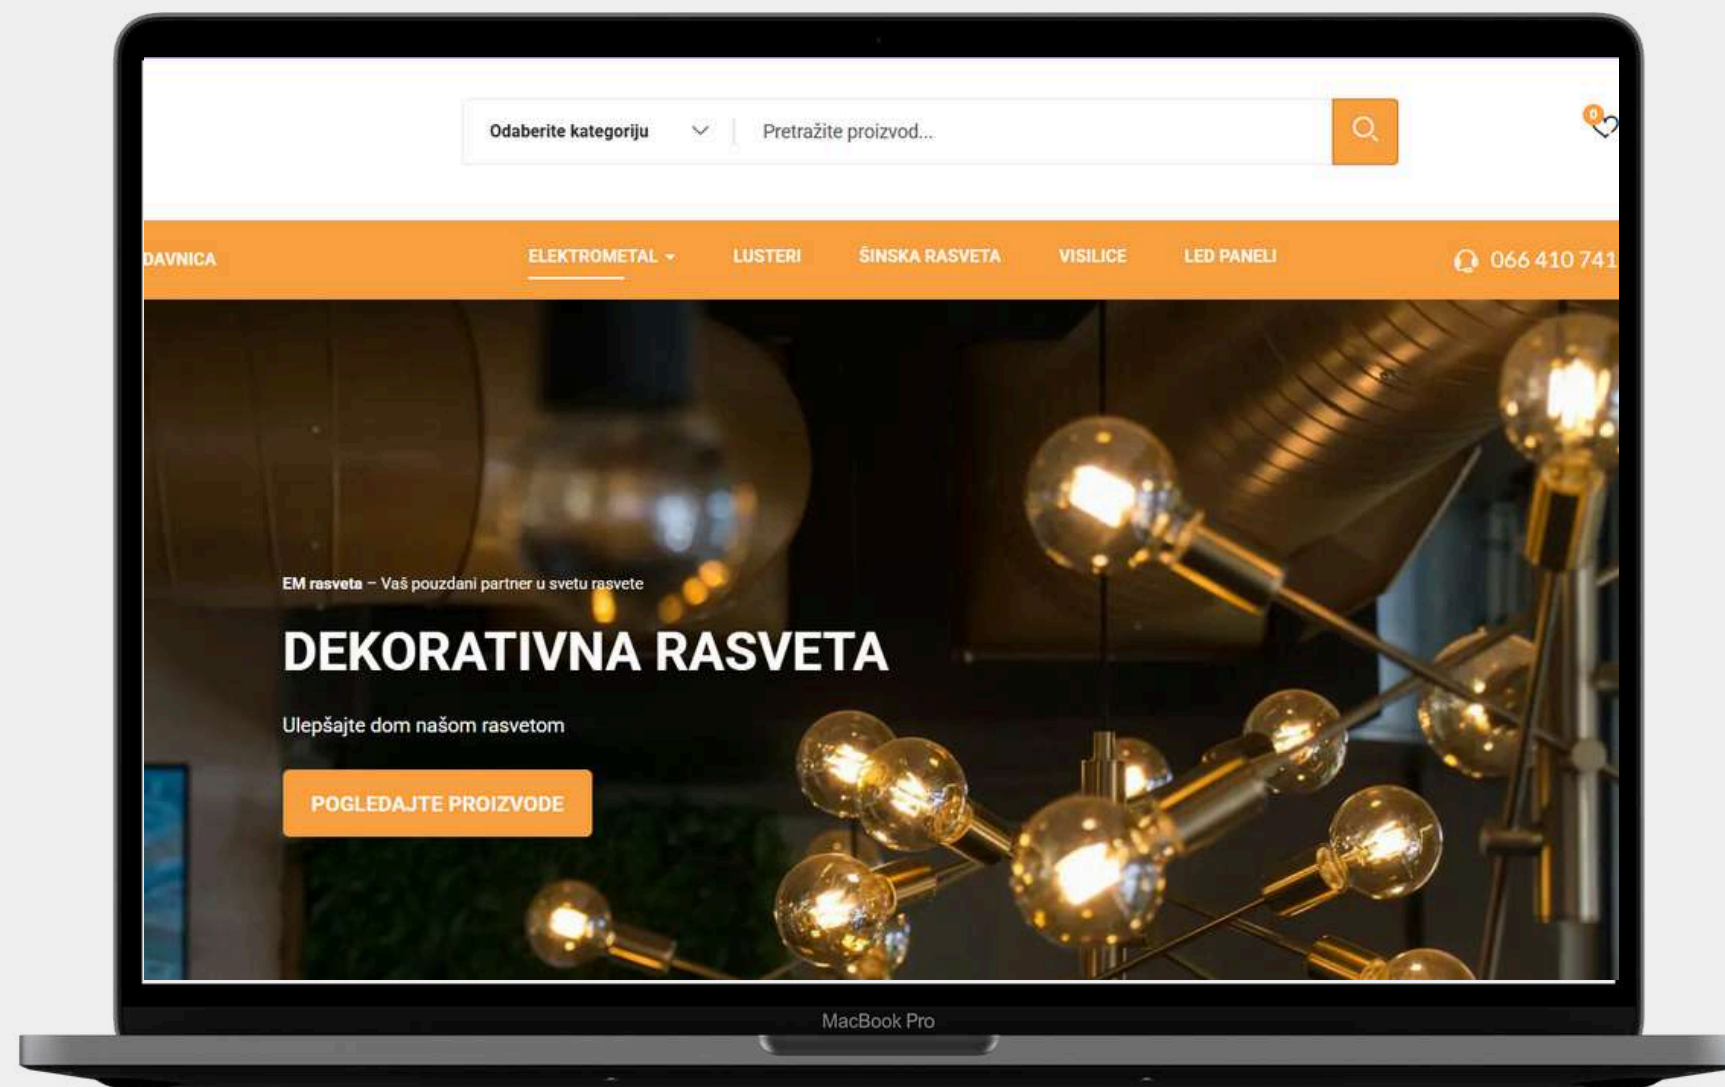 Odaberite kategoriju
Pretražite proizvod...
0
DAVNICA
ELEKTROMETAL
LUSTERI
ŠINSKA RASVETA
VISILICE
LED PANELI
066 410 741
EM rasveta – Vaš pouzdani partner u svetu rasvete
DEKORATIVNA RASVETA
Ulepšajte dom našom rasvetom
POGLEDAJTE PROIZVODE
MacBook Pro